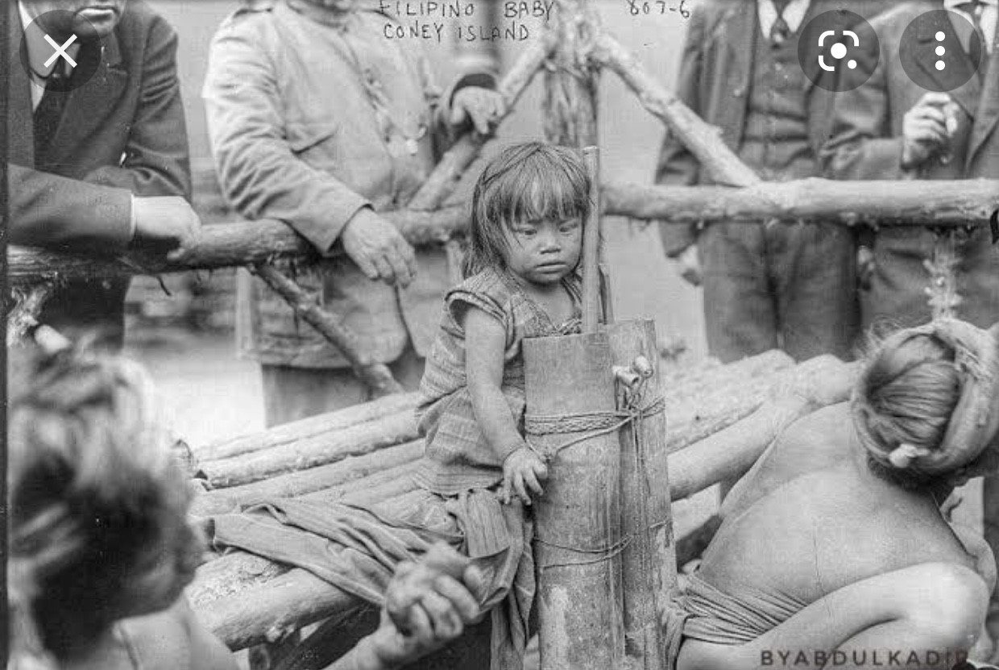 FILIPINO BABY 807-6
CONEY ISLAND
BYABDULKADIR